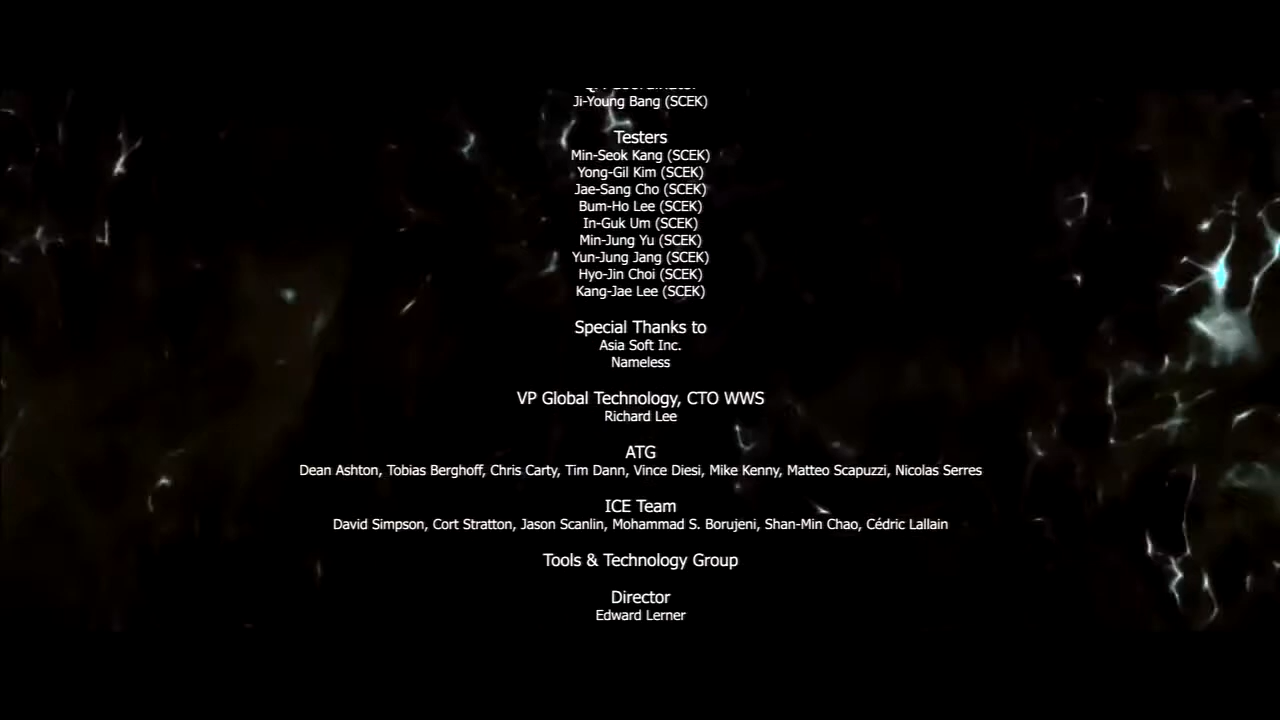 Ji-Young Bang (SCEK)
Testers
Min-Seok Kang (SCEK)
Yong-Gil Kim (SCEK)
Jae-Sang Cho (SCEK)
Bum-Ho Lee (SCEK)
In-Guk Um (SCEK)
Min-Jung Yu (SCEK)
Yun-Jung Jang (SCEK)
Hyo-Jin Choi (SCEK)
Kang-Jae Lee (SCEK)
Special Thanks to
Asia Soft Inc.
Nameless
VP Global Technology, CTO WWS
Richard Lee
ATG
Dean Ashton, Tobias Berghoff, Chris Carty, Tim Dann, Vince Diesi, Mike Kenny, Matteo Scapuzzi, Nicolas Serres
ICE Team
David Simpson, Cort Stratton, Jason Scanlin, Mohammad S. Borujeni, Shan-Min Chao, Cédric Lallain
Tools & Technology Group
Director
Edward Lerner